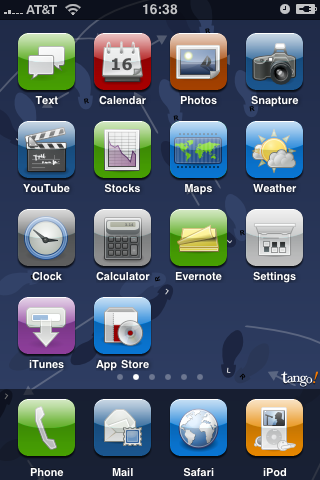 AT&T 16:38
Text Calendar Photos Snapture
16
YouTube Stocks Maps Weather
Clock Calculator Evernote Settings
iTunes App Store
tango!
Phone Mail Safari iPod